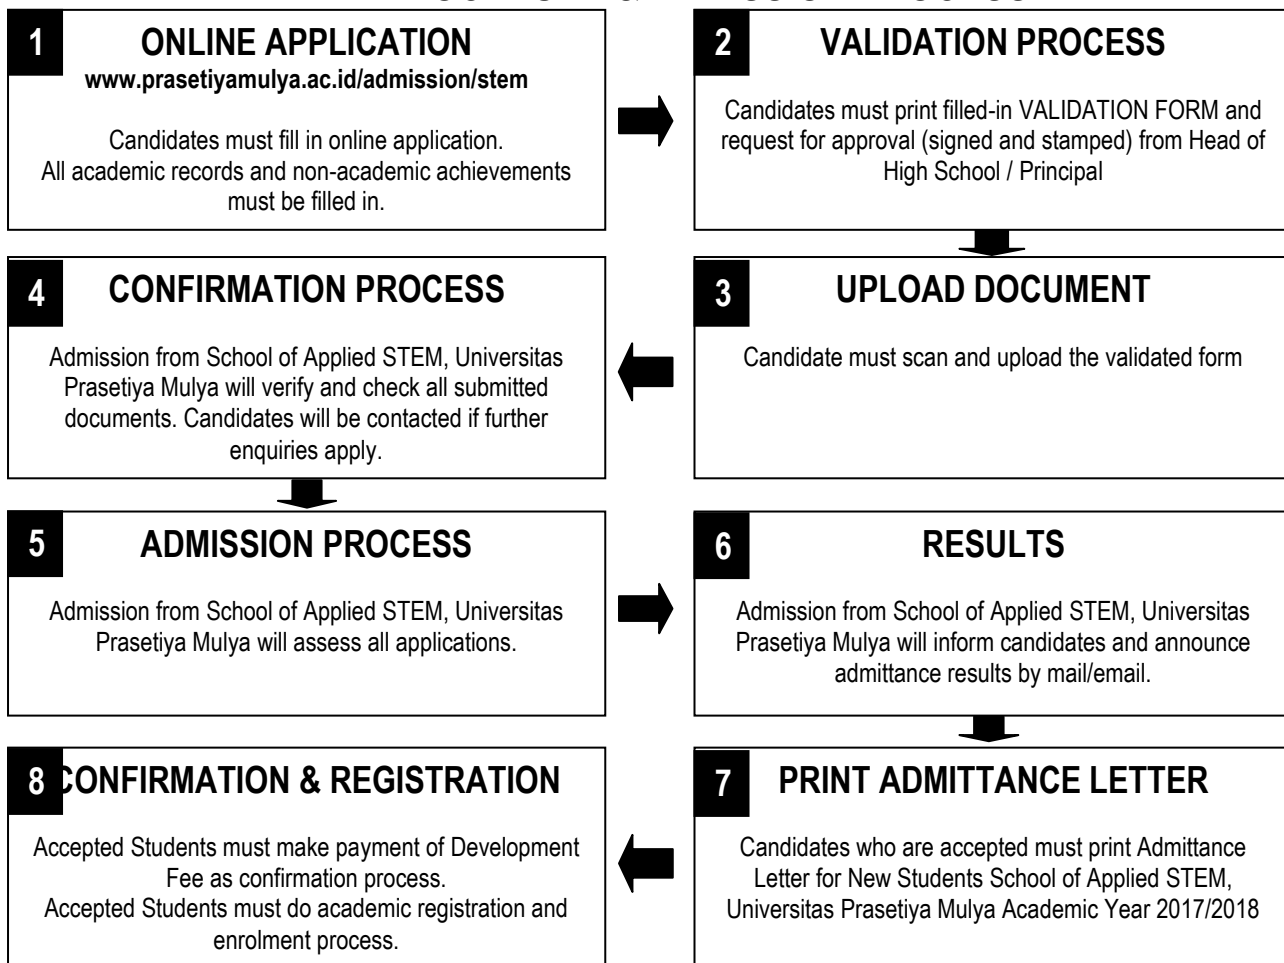 1
ONLINE APPLICATION
www.prasetiyamulya.ac.id/admission/stem
Candidates must fill in online application.
All academic records and non-academic achievements
must be filled in.
2
VALIDATION PROCESS
Candidates must print filled-in VALIDATION FORM and
request for approval (signed and stamped) from Head of
High School / Principal
3
UPLOAD DOCUMENT
Candidate must scan and upload the validated form
4
CONFIRMATION PROCESS
Admission from School of Applied STEM, Universitas
Prasetiya Mulya will verify and check all submitted
documents. Candidates will be contacted if further
enquiries apply.
5
ADMISSION PROCESS
Admission from School of Applied STEM, Universitas
Prasetiya Mulya will assess all applications.
6
RESULTS
Admission from School of Applied STEM, Universitas
Prasetiya Mulya will inform candidates and announce
admittance results by mail/email.
7
PRINT ADMITTANCE LETTER
Candidates who are accepted must print Admittance
Letter for New Students School of Applied STEM,
Universitas Prasetiya Mulya Academic Year 2017/2018
8
CONFIRMATION & REGISTRATION
Accepted Students must make payment of Development
Fee as confirmation process.
Accepted Students must do academic registration and
enrolment process.